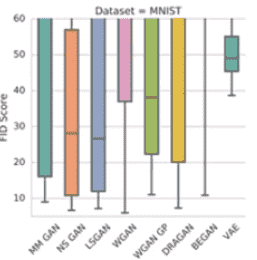 Dataset = MNIST
FID Score
60
50
40
30
20
10
MM GAN
NS GAN
LSGAN
WGAN
WGAN GP
DRAGAN
BEGAN
VAE